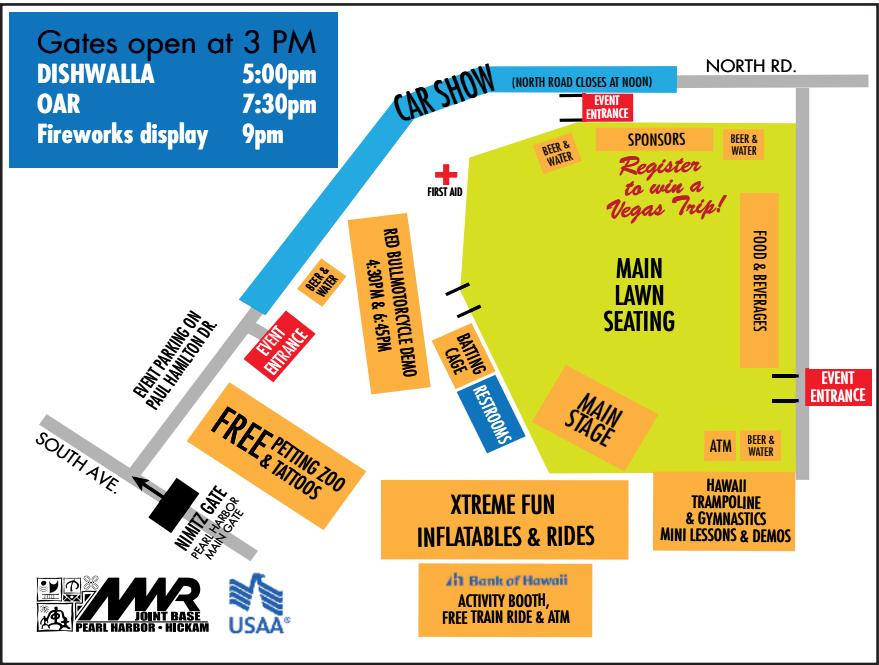 Gates open at 3 PM
DISHWALLA 5:00pm
OAR 7:30pm
Fireworks display 9pm
CAR SHOW
(NORTH ROAD CLOSES AT NOON)
NORTH RD.
EVENT
ENTRANCE
BEER &
WATER
SPONSORS
BEER &
WATER
Register
to win a
Vegas Trip!
FIRST AID
RED BULLMOTORCYCLE DEMO
4:30PM & 6:45PM
BEER &
WATER
FOOD & BEVERAGES
MAIN
LAWN
SEATING
EVENT PARKING ON
PAUL HAMILTON DR.
EVENT
ENTRANCE
BATTING
CAGE
RESTROOMS
MAIN
STAGE
EVENT
ENTRANCE
ATM
BEER &
WATER
FREE PETTING ZOO
& TATTOOS
SOUTH AVE.
NIMITZ GATE
PEARL HARBOR
MAIN GATE
XTREME FUN
INFLATABLES & RIDES
HAWAII
TRAMPOLINE
& GYMNASTICS
MINI LESSONS & DEMOS
Bank of Hawaii
ACTIVITY BOOTH,
FREE TRAIN RIDE & ATM
MWR
JOINT BASE
PEARL HARBOR • HICKAM
USAA®